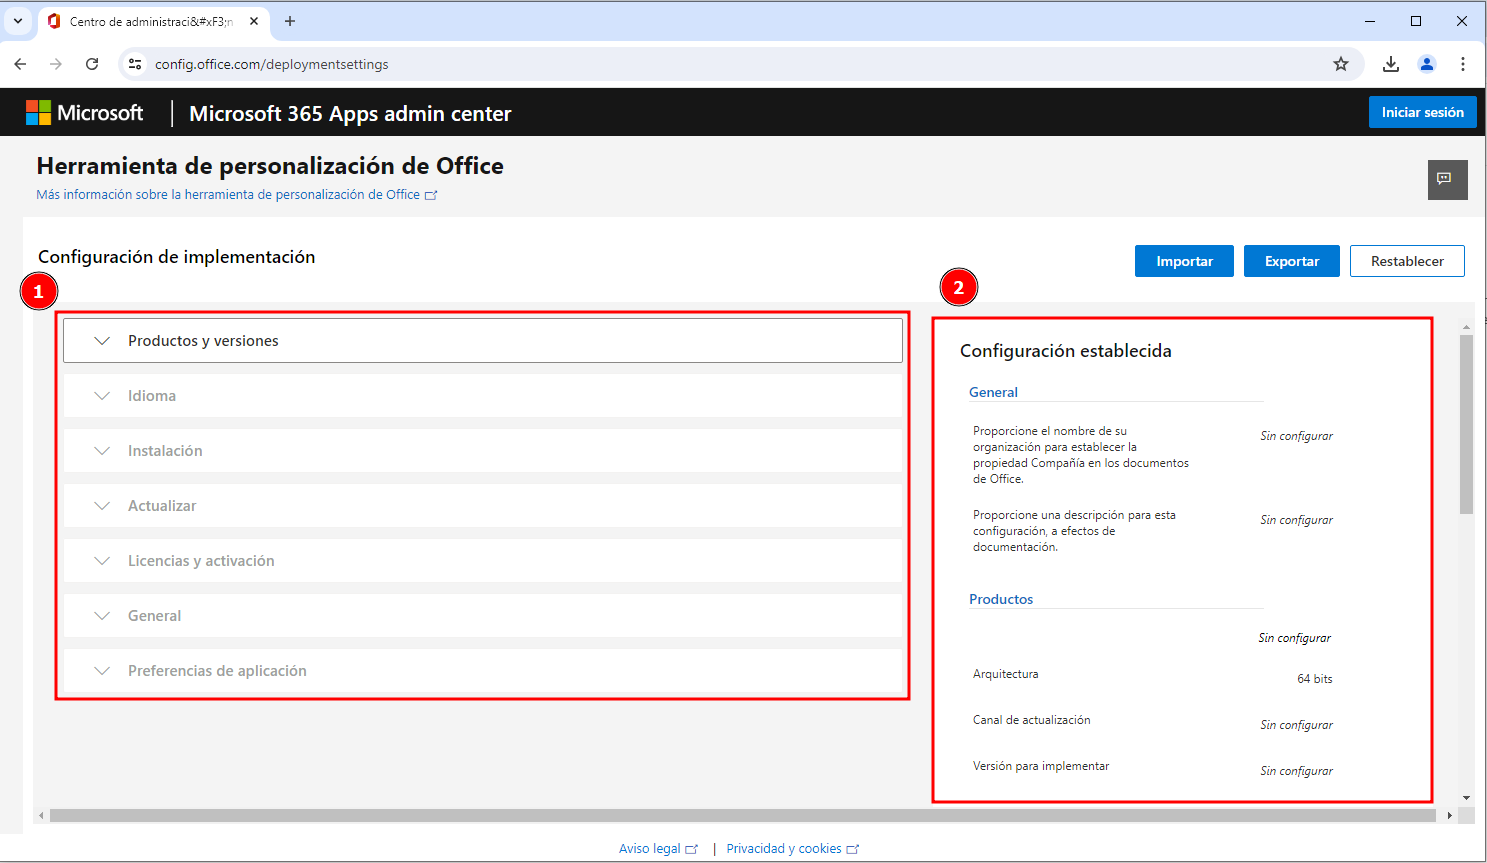 Centro de administraci&#xF3;n
config.office.com/deploymentsettings
Microsoft
Microsoft 365 Apps admin center
Iniciar sesión
Herramienta de personalización de Office
Más información sobre la herramienta de personalización de Office
Configuración de implementación
Importar
Exportar
Restablecer
1
Productos y versiones
Idioma
Instalación
Actualizar
Licencias y activación
General
Preferencias de aplicación
2
Configuración establecida
General
Proporcione el nombre de su
organización para establecer la
propiedad Compañía en los documentos
de Office.
Sin configurar
Proporcione una descripción para esta
configuración, a efectos de
documentación.
Sin configurar
Productos
Sin configurar
Arquitectura
64 bits
Canal de actualización
Sin configurar
Versión para implementar
Sin configurar
Aviso legal
|
Privacidad y cookies